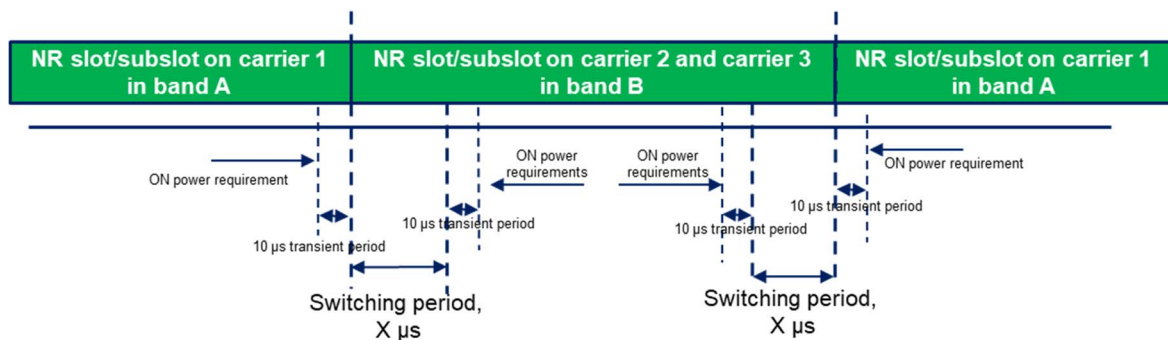 NR slot/subslot on carrier 1
in band A
NR slot/subslot on carrier 2 and carrier 3
in band B
NR slot/subslot on carrier 1
in band A
ON power requirement
ON power
requirements
ON power
requirements
ON power requirement
10 µs transient period
10 µs transient period
10 µs transient period
10 µs transient period
Switching period,
X µs
Switching period,
X µs